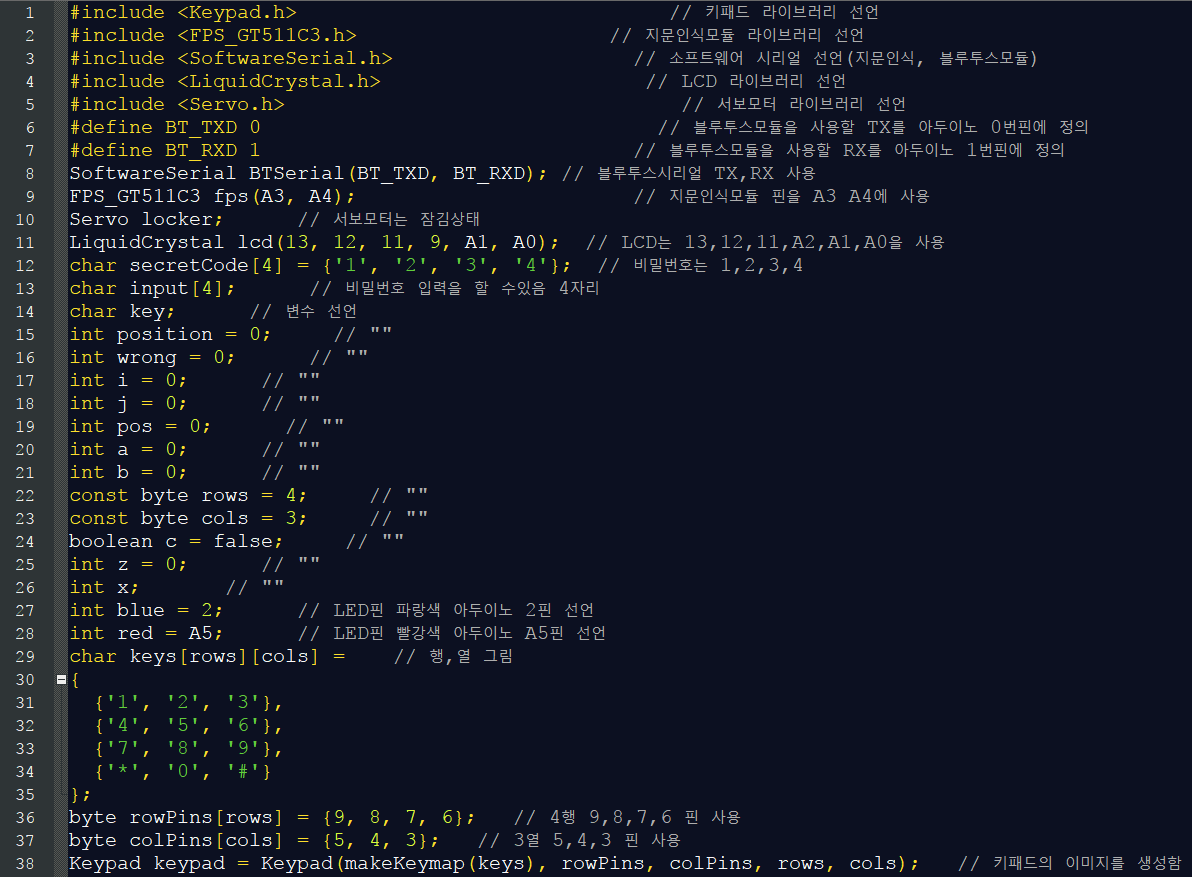 1 #include <Keypad.h> // 키패드 라이브러리 선언
2 #include <FPS_GT511C3.h> // 지문인식모듈 라이브러리 선언
3 #include <SoftwareSerial.h> // 소프트웨어 시리얼 선언(지문인식, 블루투스모듈)
4 #include <LiquidCrystal.h> // LCD 라이브러리 선언
5 #include <Servo.h> // 서보모터 라이브러리 선언
6 #define BT_TXD 0 // 블루투스모듈을 사용할 TX를 아두이노 0번핀에 정의
7 #define BT_RXD 1 // 블루투스모듈을 사용할 RX를 아두이노 1번핀에 정의
8 SoftwareSerial BTSerial(BT_TXD, BT_RXD); // 블루투스시리얼 TX,RX 사용
9 FPS_GT511C3 fps(A3, A4); // 지문인식모듈 핀을 A3 A4에 사용
10 Servo locker; // 서보모터는 잠김상태
11 LiquidCrystal lcd(13, 12, 11, 9, A1, A0); // LCD는 13,12,11,A2,A1,A0을 사용
12 char secretCode[4] = {'1', '2', '3', '4'}; // 비밀번호는 1,2,3,4
13 char input[4]; // 비밀번호 입력을 할 수있음 4자리
14 char key; // 변수 선언
15 int position = 0; // ""
16 int wrong = 0; // ""
17 int i = 0; // ""
18 int j = 0; // ""
19 int pos = 0; // ""
20 int a = 0; // ""
21 int b = 0; // ""
22 const byte rows = 4; // ""
23 const byte cols = 3; // ""
24 boolean c = false; // ""
25 int z = 0; // ""
26 int x; // ""
27 int blue = 2; // LED핀 파랑색 아두이노 2핀 선언
28 int red = A5; // LED핀 빨강색 아두이노 A5핀 선언
29 char keys[rows][cols] = // 행,열 그림
30 {
31 {'1', '2', '3'},
32 {'4', '5', '6'},
33 {'7', '8', '9'},
34 {'*', '0', '#'}
35 };
36 byte rowPins[rows] = {9, 8, 7, 6}; // 4행 9,8,7,6 핀 사용
37 byte colPins[cols] = {5, 4, 3}; // 3열 5,4,3 핀 사용
38 Keypad keypad = Keypad(makeKeymap(keys), rowPins, colPins, rows, cols); // 키패드의 이미지를 생성함